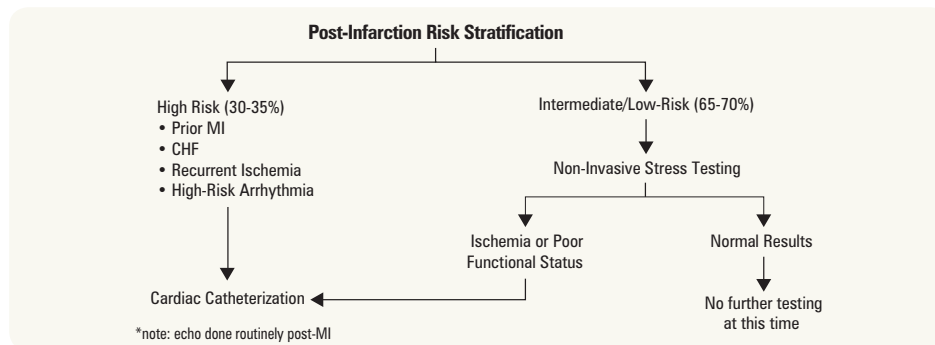 Post-Infarction Risk Stratification
High Risk (30-35%)
• Prior MI
• CHF
• Recurrent Ischemia
• High-Risk Arrhythmia
Intermediate/Low-Risk (65-70%)
Non-Invasive Stress Testing
Ischemia or Poor
Functional Status
Normal Results
Cardiac Catheterization
No further testing
at this time
*note: echo done routinely post-MI